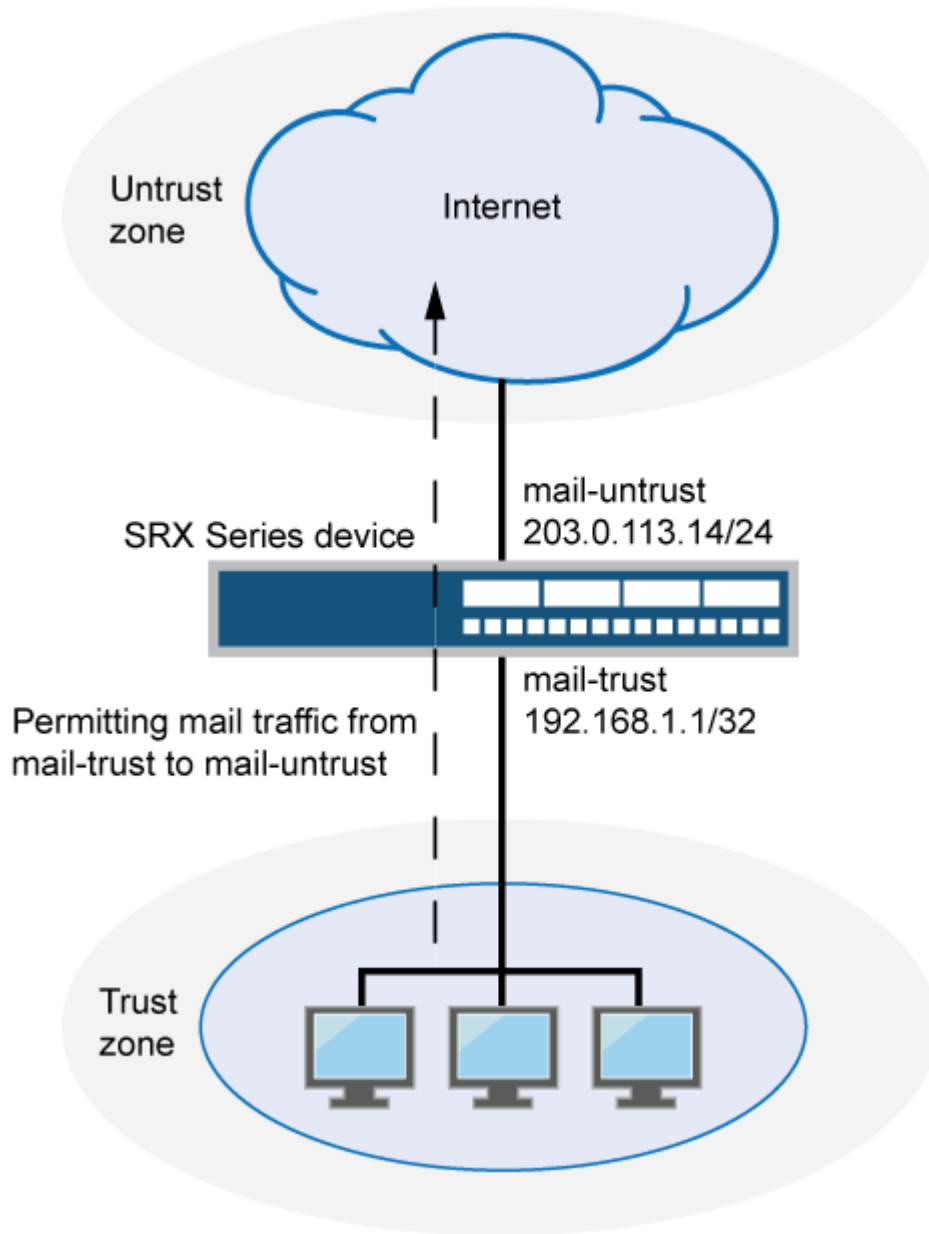 Untrust
zone
Internet
mail-untrust
203.0.113.14/24
SRX Series device
mail-trust
192.168.1.1/32
Permitting mail traffic from
mail-trust to mail-untrust
Trust
zone